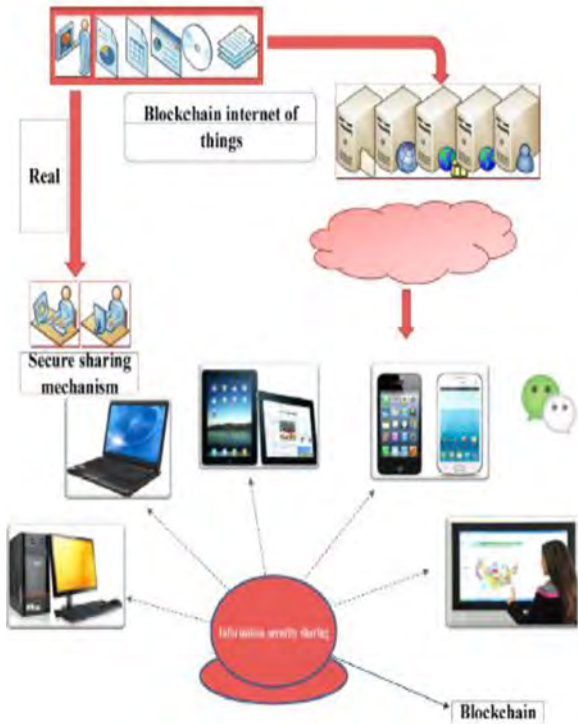 Blockchain internet of
things
Real
Secure sharing
mechanism
Information security sharing
Blockchain